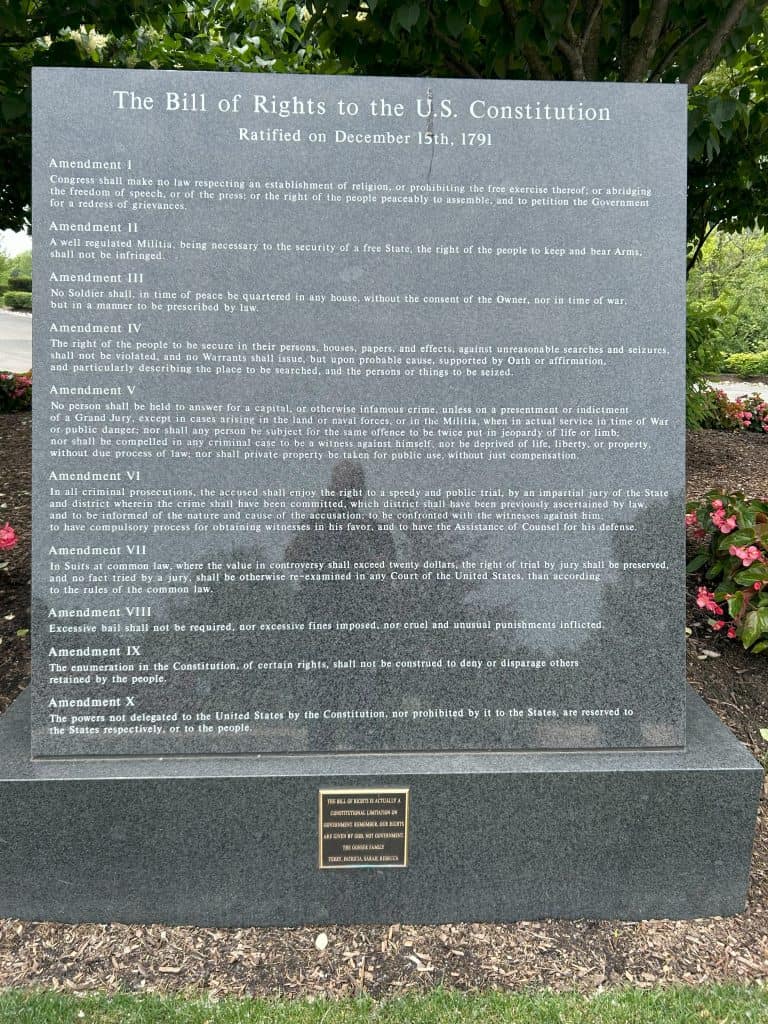 The Bill of Rights to the U.S. Constitution
Ratified on December 15th, 1791
Amendment I
Congress shall make no law respecting an establishment of religion, or prohibiting the free exercise thereof; or abridging
the freedom of speech, or of the press; or the right of the people peaceably to assemble, and to petition the Government
for a redress of grievances.
Amendment II
A well regulated Militia, being necessary to the security of a free State, the right of the people to keep and bear Arms,
shall not be infringed.
Amendment III
No Soldier shall, in time of peace be quartered in any house, without the consent of the Owner, nor in time of war,
but in a manner to be prescribed by law.
Amendment IV
The right of the people to be secure in their persons, houses, papers, and effects, against unreasonable searches and seizures,
shall not be violated, and no Warrants shall issue, but upon probable cause, supported by Oath or affirmation,
and particularly describing the place to be searched, and the persons or things to be seized.
Amendment V
No person shall be held to answer for a capital, or otherwise infamous crime, unless on a presentment or indictment
of a Grand Jury, except in cases arising in the land or naval forces, or in the Militia, when in actual service in time of War
or public danger; nor shall any person be subject for the same offence to be twice put in jeopardy of life or limb;
nor shall be compelled in any criminal case to be a witness against himself, nor be deprived of life, liberty, or property,
without due process of law; nor shall private property be taken for public use, without just compensation.
Amendment VI
In all criminal prosecutions, the accused shall enjoy the right to a speedy and public trial, by an impartial jury of the State
and district wherein the crime shall have been committed, which district shall have been previously ascertained by law,
and to be informed of the nature and cause of the accusation; to be confronted with the witnesses against him;
to have compulsory process for obtaining witnesses in his favor, and to have the Assistance of Counsel for his defense.
Amendment VII
In Suits at common law, where the value in controversy shall exceed twenty dollars, the right of trial by jury shall be preserved,
and no fact tried by a jury, shall be otherwise re-examined in any Court of the United States, than according
to the rules of the common law.
Amendment VIII
Excessive bail shall not be required, nor excessive fines imposed, nor cruel and unusual punishments inflicted.
Amendment IX
The enumeration in the Constitution, of certain rights, shall not be construed to deny or disparage others
retained by the people.
Amendment X
The powers not delegated to the United States by the Constitution, nor prohibited by it to the States, are reserved to
the States respectively, or to the people.
THE BILL OF RIGHTS IS ACTUALLY A
CONSTITUTIONAL LIMITATION ON
GOVERNMENT. REMEMBER, OUR RIGHTS
ARE GIVEN BY GOD, NOT GOVERNMENT.
THE FAMILY
TERRY, PATRICIA, SARAH, REBECCA